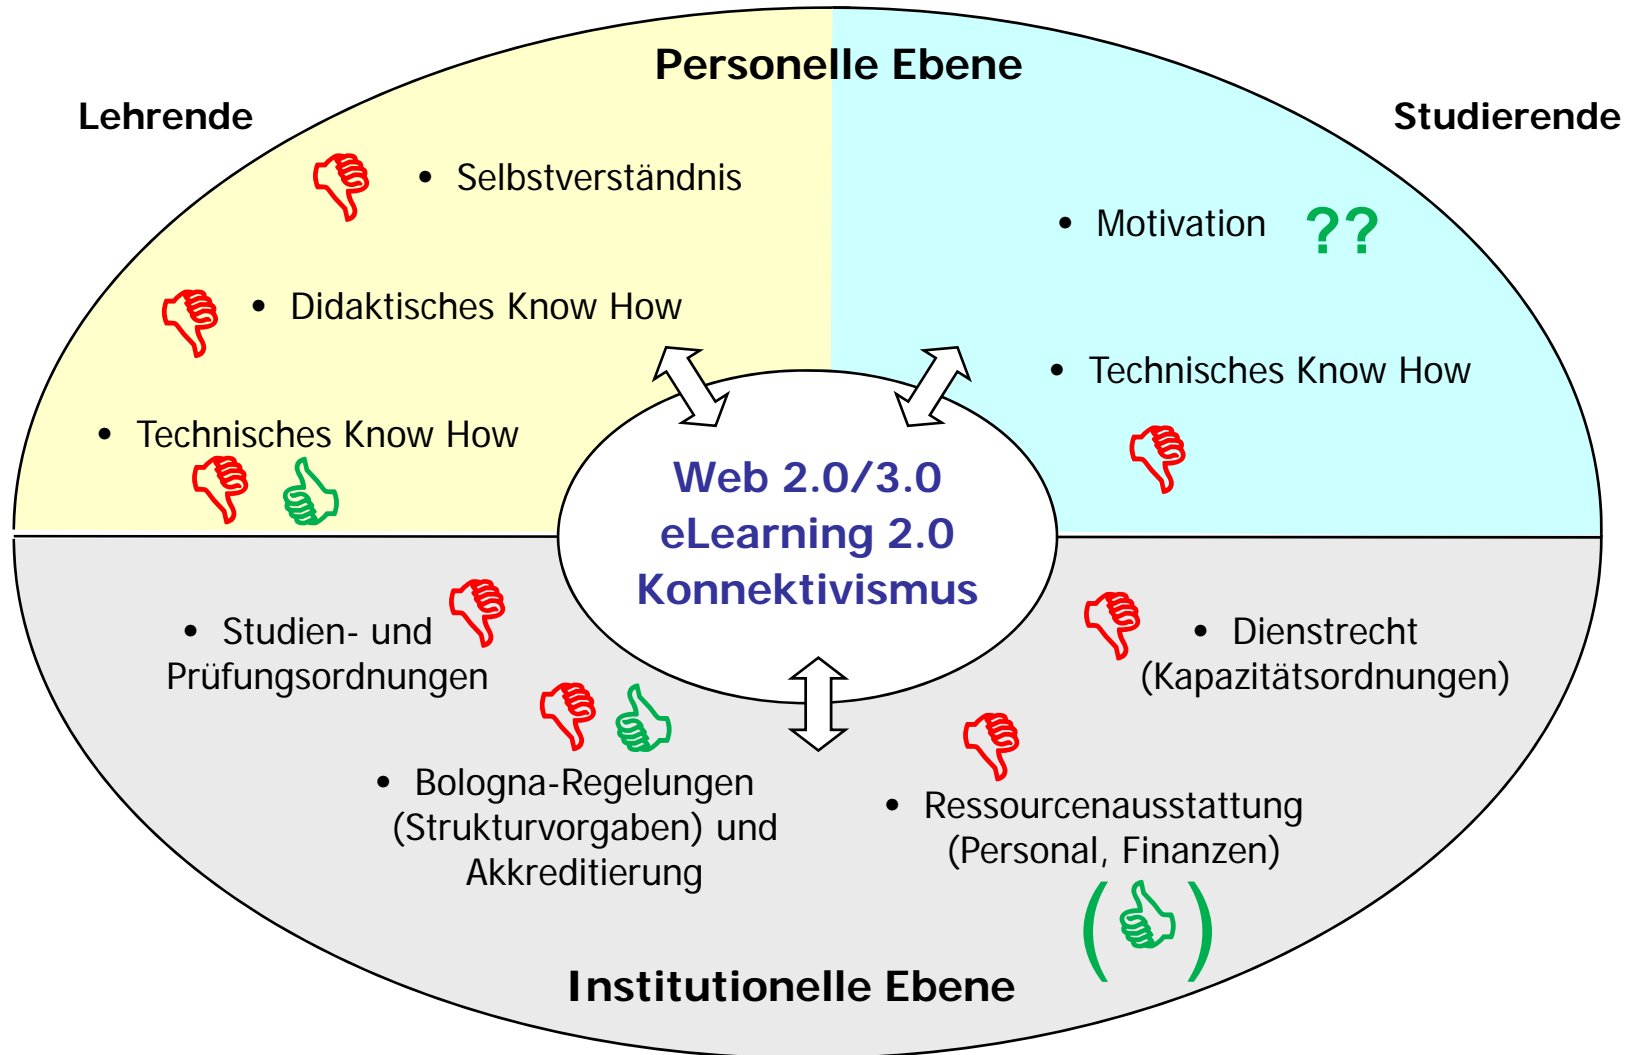 Personelle Ebene
Lehrende
Studierende
• Selbstverständnis
• Motivation ??
• Didaktisches Know How
• Technisches Know How
• Technisches Know How
Web 2.0/3.0
eLearning 2.0
Konnektivismus
• Studien- und
Prüfungsordnungen
• Dienstrecht
(Kapazitätsordnungen)
• Bologna-Regelungen
(Strukturvorgaben) und
Akkreditierung
• Ressourcenausstattung
(Personal, Finanzen)
( )
Institutionelle Ebene